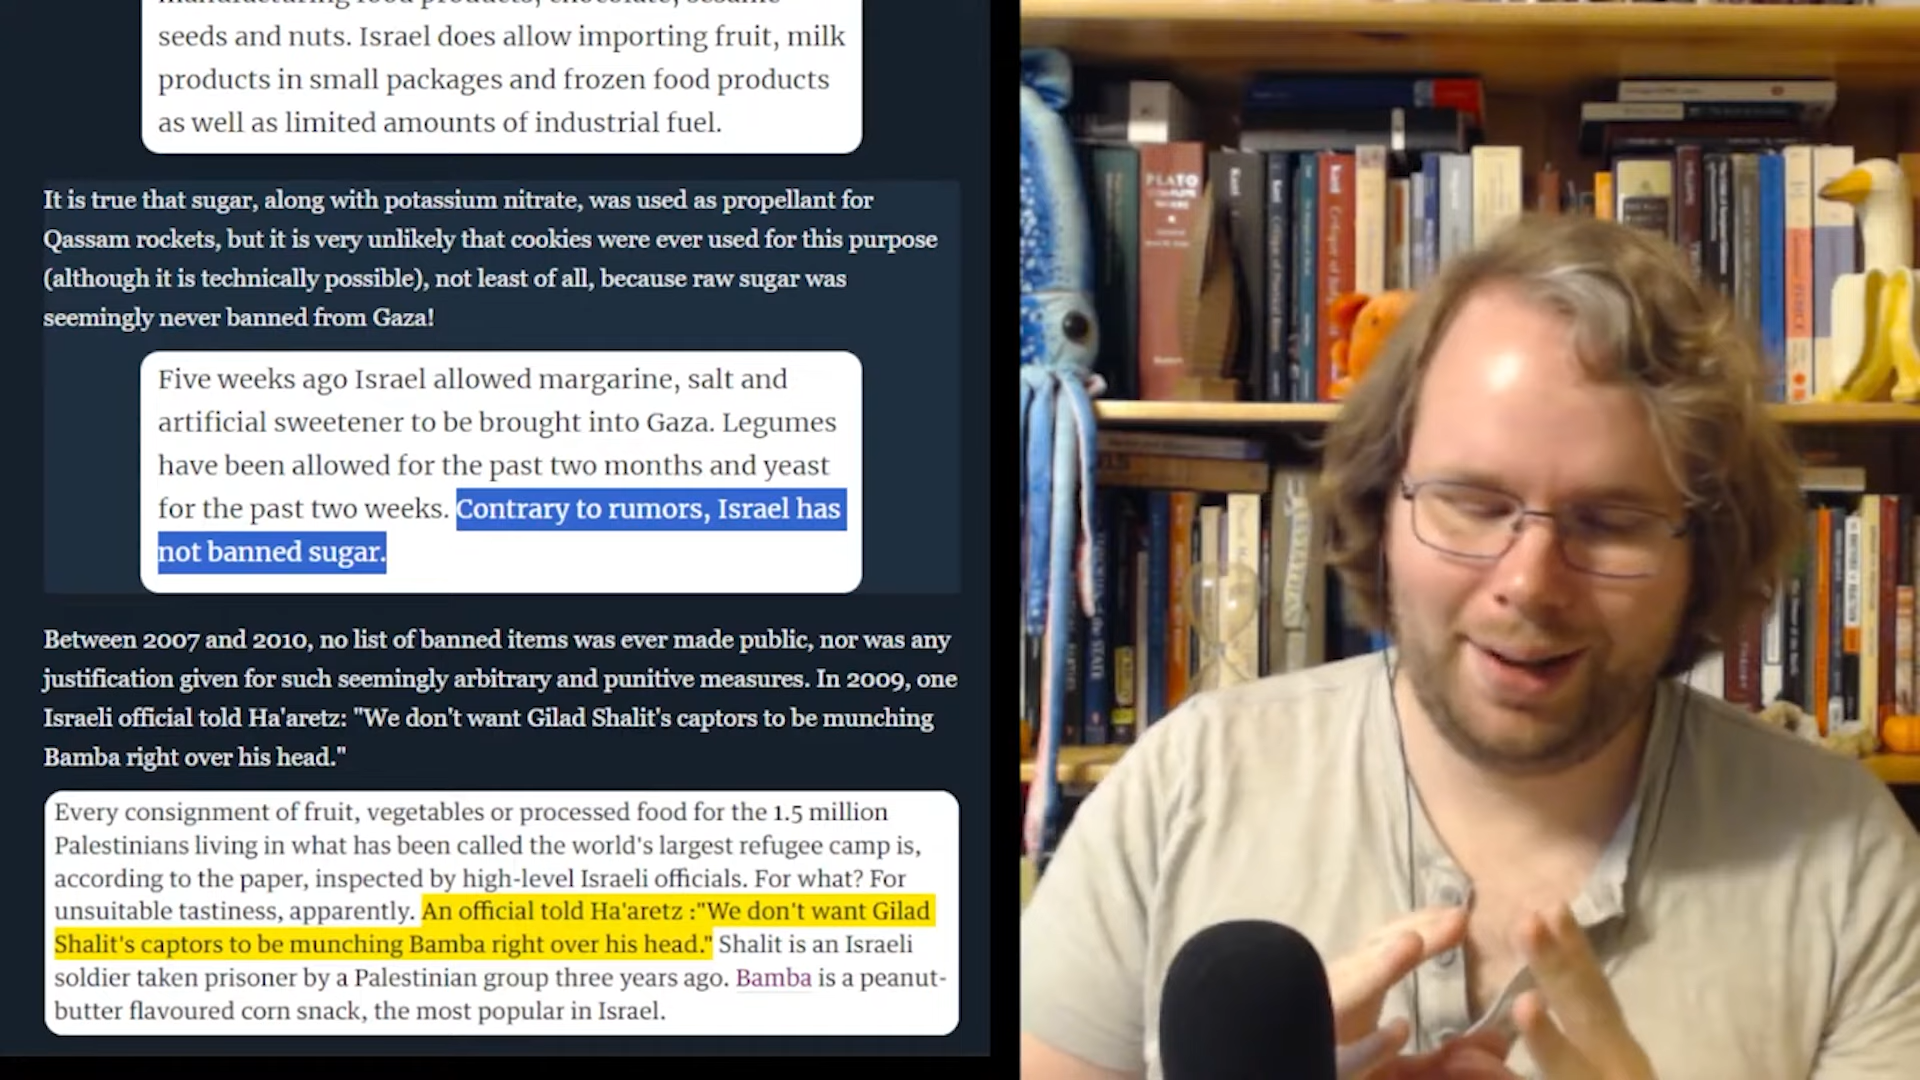 seeds and nuts. Israel does allow importing fruit, milk
products in small packages and frozen food products
as well as limited amounts of industrial fuel.
It is true that sugar, along with potassium nitrate, was used as propellant for
Qassam rockets, but it is very unlikely that cookies were ever used for this purpose
(although it is technically possible), not least of all, because raw sugar was
seemingly never banned from Gaza!
Five weeks ago Israel allowed margarine, salt and
artificial sweetener to be brought into Gaza. Legumes
have been allowed for the past two months and yeast
for the past two weeks. Contrary to rumors, Israel has
not banned sugar.
Between 2007 and 2010, no list of banned items was ever made public, nor was any
justification given for such seemingly arbitrary and punitive measures. In 2009, one
Israeli official told Ha'aretz: "We don't want Gilad Shalit's captors to be munching
Bamba right over his head."
Every consignment of fruit, vegetables or processed food for the 1.5 million
Palestinians living in what has been called the world's largest refugee camp is,
according to the paper, inspected by high-level Israeli officials. For what? For
unsuitable tastiness, apparently. An official told Ha'aretz :"We don't want Gilad
Shalit's captors to be munching Bamba right over his head." Shalit is an Israeli
soldier taken prisoner by a Palestinian group three years ago. Bamba is a peanut-
butter flavoured corn snack, the most popular in Israel.
PLATO
Kant
Kant